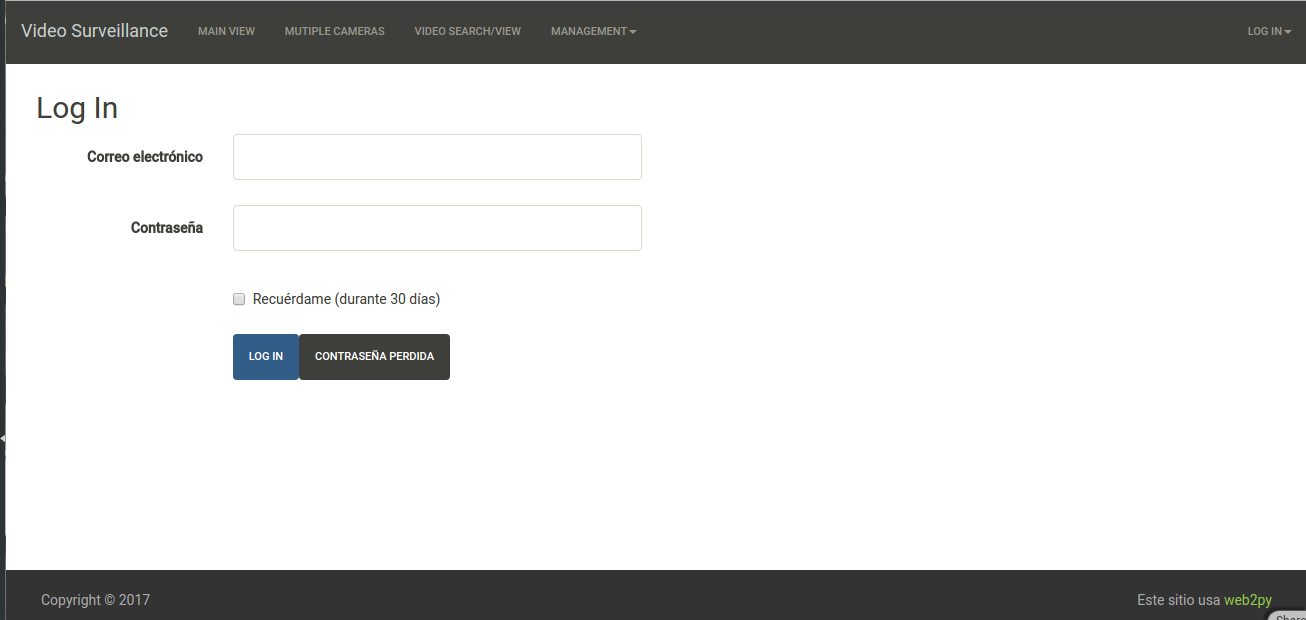 Video Surveillance MAIN VIEW MUTIPLE CAMERAS VIDEO SEARCH/VIEW MANAGEMENT LOG IN
Log In
Correo electrónico
Contraseña
Recuérdame (durante 30 días)
LOG IN CONTRASEÑA PERDIDA
Copyright © 2017 Este sitio usa web2py